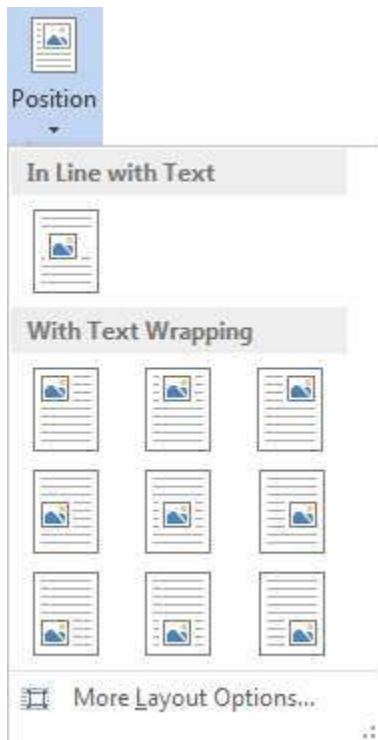 Position
In Line with Text
With Text Wrapping
More Layout Options...